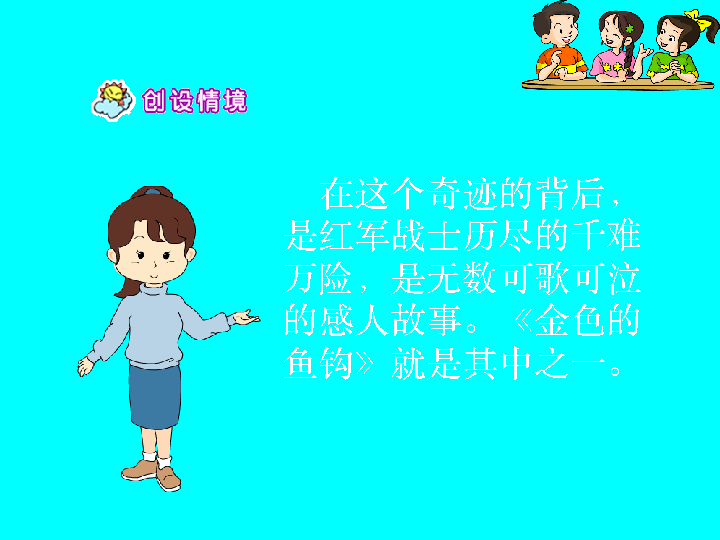 创设情境
在这个奇迹的背后，
是红军战士历尽的千难
万险，是无数可歌可泣
的感人故事。《金色的
鱼钩》就是其中之一。